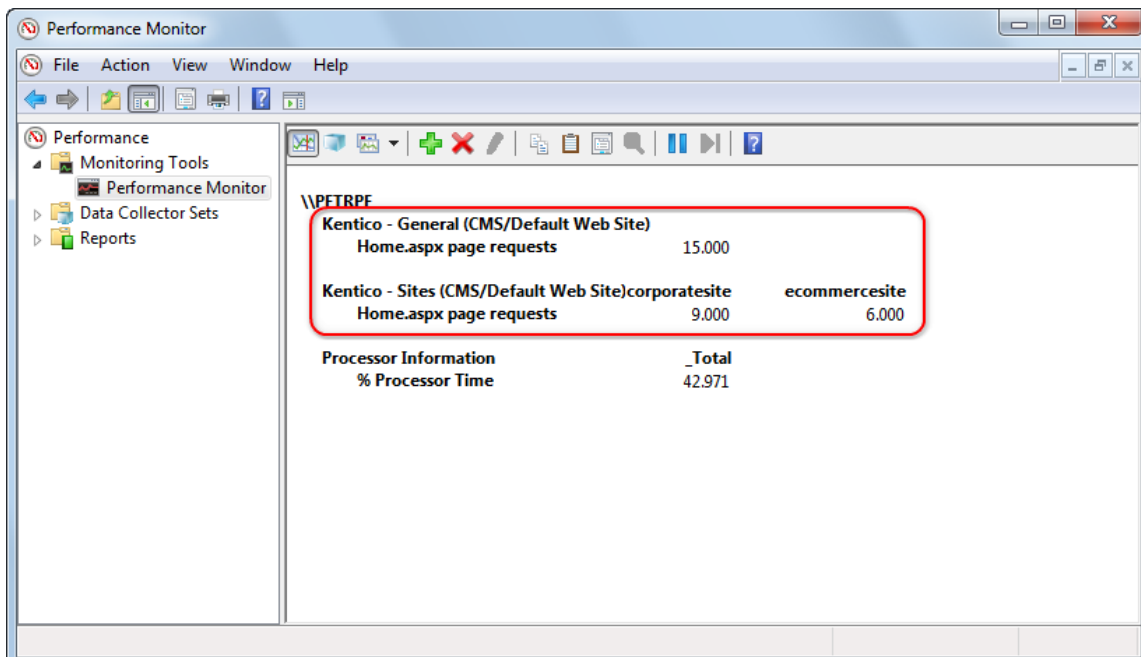 Performance Monitor
File Action View Window Help
Performance
Monitoring Tools
Performance Monitor
Data Collector Sets
Reports
\\PETRPF
Kentico - General (CMS/Default Web Site)
Home.aspx page requests 15.000
Kentico - Sites (CMS/Default Web Site)corporatesite ecommercesite
Home.aspx page requests 9.000 6.000
Processor Information _Total
% Processor Time 42.971